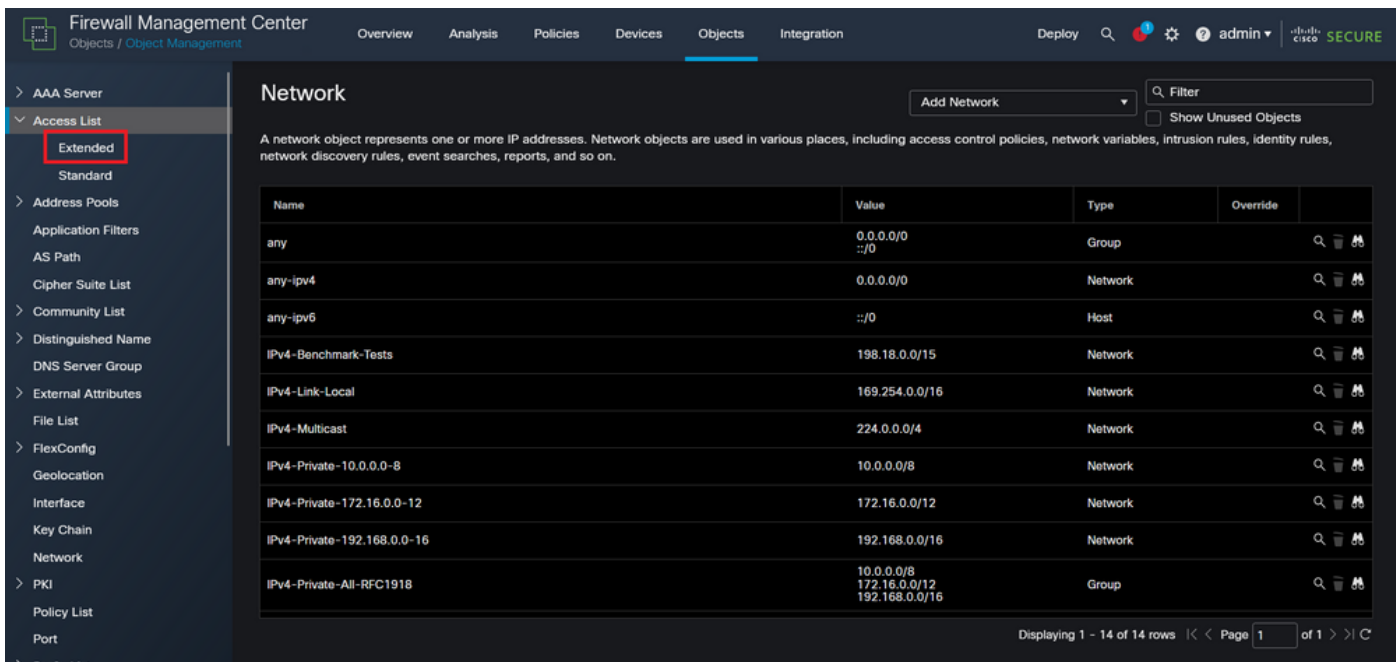 Firewall Management Center
Objects / Object Management
Overview Analysis Policies Devices Objects Integration
Deploy 1 ? admin
cisco SECURE
AAA Server
Access List
Extended
Standard
Address Pools
Application Filters
AS Path
Cipher Suite List
Community List
Distinguished Name
DNS Server Group
External Attributes
File List
FlexConfig
Geolocation
Interface
Key Chain
Network
PKI
Policy List
Port
Network
Add Network
Filter
Show Unused Objects
A network object represents one or more IP addresses. Network objects are used in various places, including access control policies, network variables, intrusion rules, identity rules,
network discovery rules, event searches, reports, and so on.
Name Value Type Override
any 0.0.0.0/0 Group
::/0
any-ipv4 0.0.0.0/0 Network
any-ipv6 ::/0 Host
IPv4-Benchmark-Tests 198.18.0.0/15 Network
IPv4-Link-Local 169.254.0.0/16 Network
IPv4-Multicast 224.0.0.0/4 Network
IPv4-Private-10.0.0.0-8 10.0.0.0/8 Network
IPv4-Private-172.16.0.0-12 172.16.0.0/12 Network
IPv4-Private-192.168.0.0-16 192.168.0.0/16 Network
IPv4-Private-All-RFC1918 10.0.0.0/8 Group
172.16.0.0/12
192.168.0.0/16
Displaying 1 - 14 of 14 rows |< < Page 1 of 1 > >|